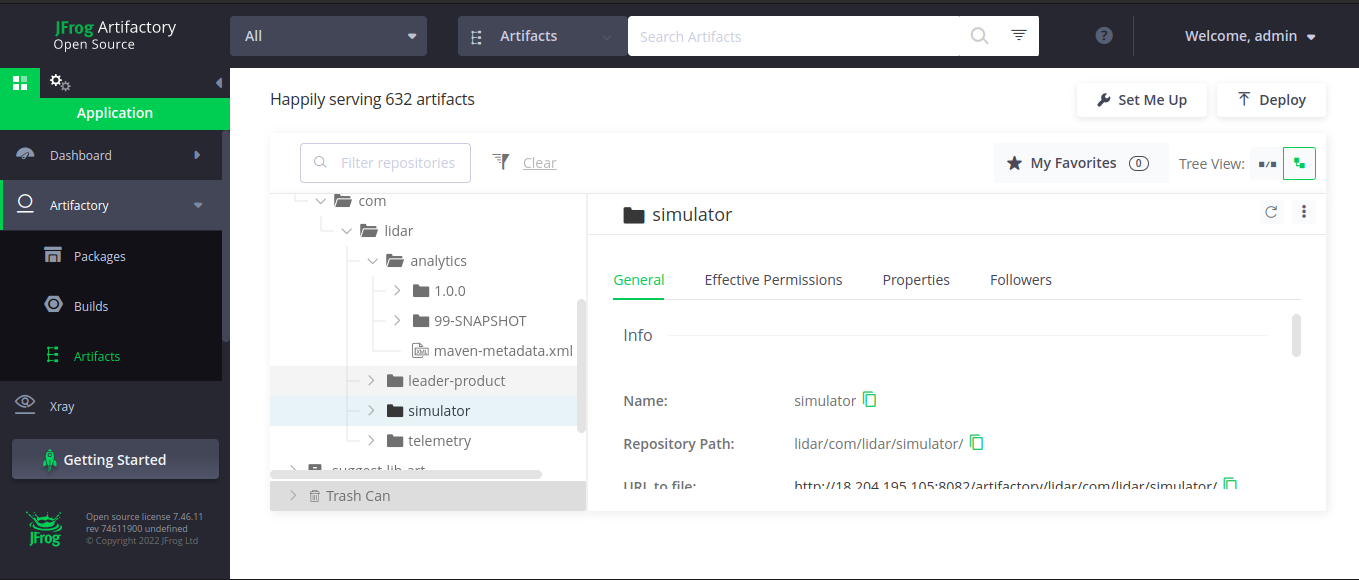 JFrog Artifactory
Open Source
All
Artifacts
Search Artifacts
?
Welcome, admin
Application
Dashboard
Artifactory
Packages
Builds
Artifacts
Xray
Getting Started
JFrog
Open source license 7.46.11
rev 74611900 undefined
© Copyright 2022 JFrog Ltd
Happily serving 632 artifacts
Set Me Up
Deploy
Filter repositories
Clear
My Favorites 0
Tree View:
com
lidar
analytics
1.0.0
99-SNAPSHOT
maven-metadata.xml
leader-product
simulator
telemetry
suggest-lib-art
Trash Can
simulator
General Effective Permissions Properties Followers
Info
Name: simulator
Repository Path: lidar/com/lidar/simulator/
URL to file: http://18.204.195.105:8082/artifactory/lidar/com/lidar/simulator/